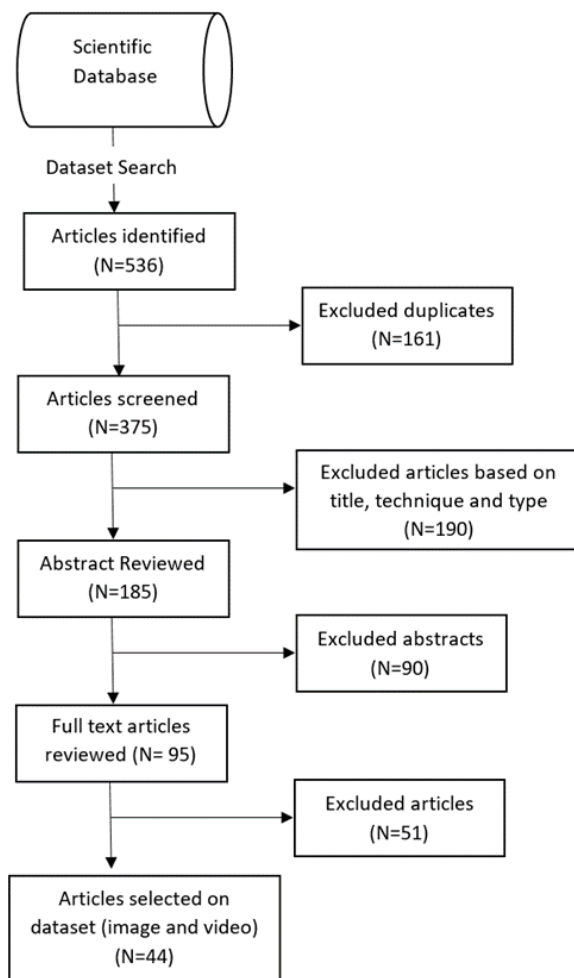 Scientific
Database
Dataset Search
Articles identified
(N=536)
Excluded duplicates
(N=161)
Articles screened
(N=375)
Excluded articles based on
title, technique and type
(N=190)
Abstract Reviewed
(N=185)
Excluded abstracts
(N=90)
Full text articles
reviewed (N= 95)
Excluded articles
(N=51)
Articles selected on
dataset (image and video)
(N=44)